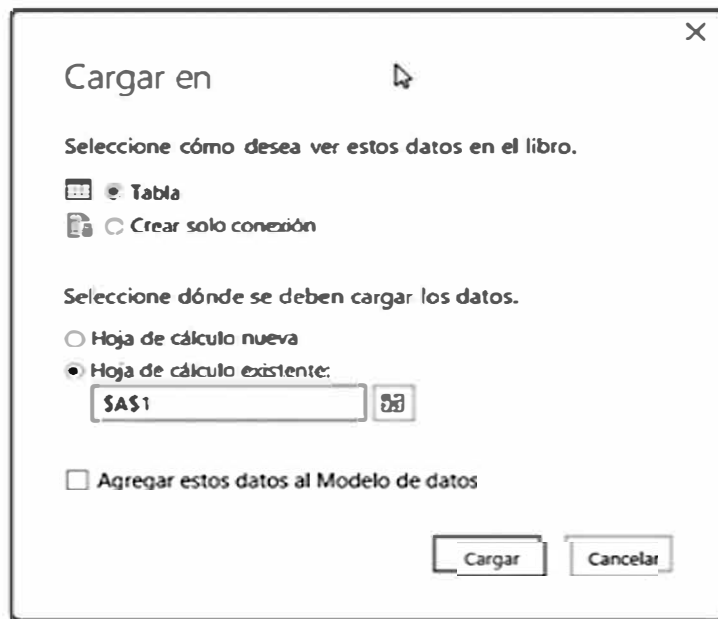 Cargar en
Seleccione cómo desea ver estos datos en el libro.
Tabla
Crear solo conexión
Seleccione dónde se deben cargar los datos.
Hoja de cálculo nueva
Hoja de cálculo existente:
$A$1
Agregar estos datos al Modelo de datos
Cargar Cancelar